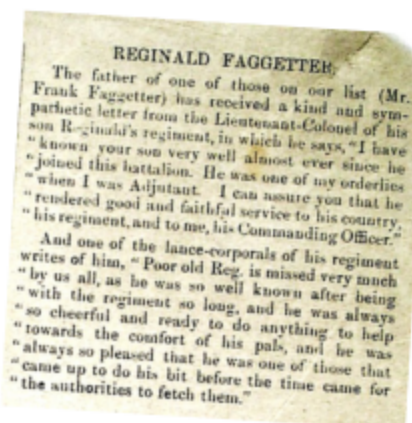 REGINALD FAGGETTER.
The father of one of those on our list (Mr.
Frank Faggetter) has received a kind and sym-
pathetic letter from the Lieutenant-Colonel of his
son Reginald's regiment, in which he says, "I have
"known your son very well almost ever since he
"joined this battalion. He was one of my orderlies
"when I was Adjutant. I can assure you that he
"rendered good and faithful service to his country,
"his regiment, and to me, his Commanding Officer."
And one of the lance-corporals of his regiment
writes of him, "Poor old Reg. is missed very much
"by us all, as he was so well known after being
"with the regiment so long, and he was always
"so cheerful and ready to do anything to help
"towards the comfort of his pals, and he was
"always so pleased that he was one of those that
"came up to do his bit before the time came for
"the authorities to fetch them."